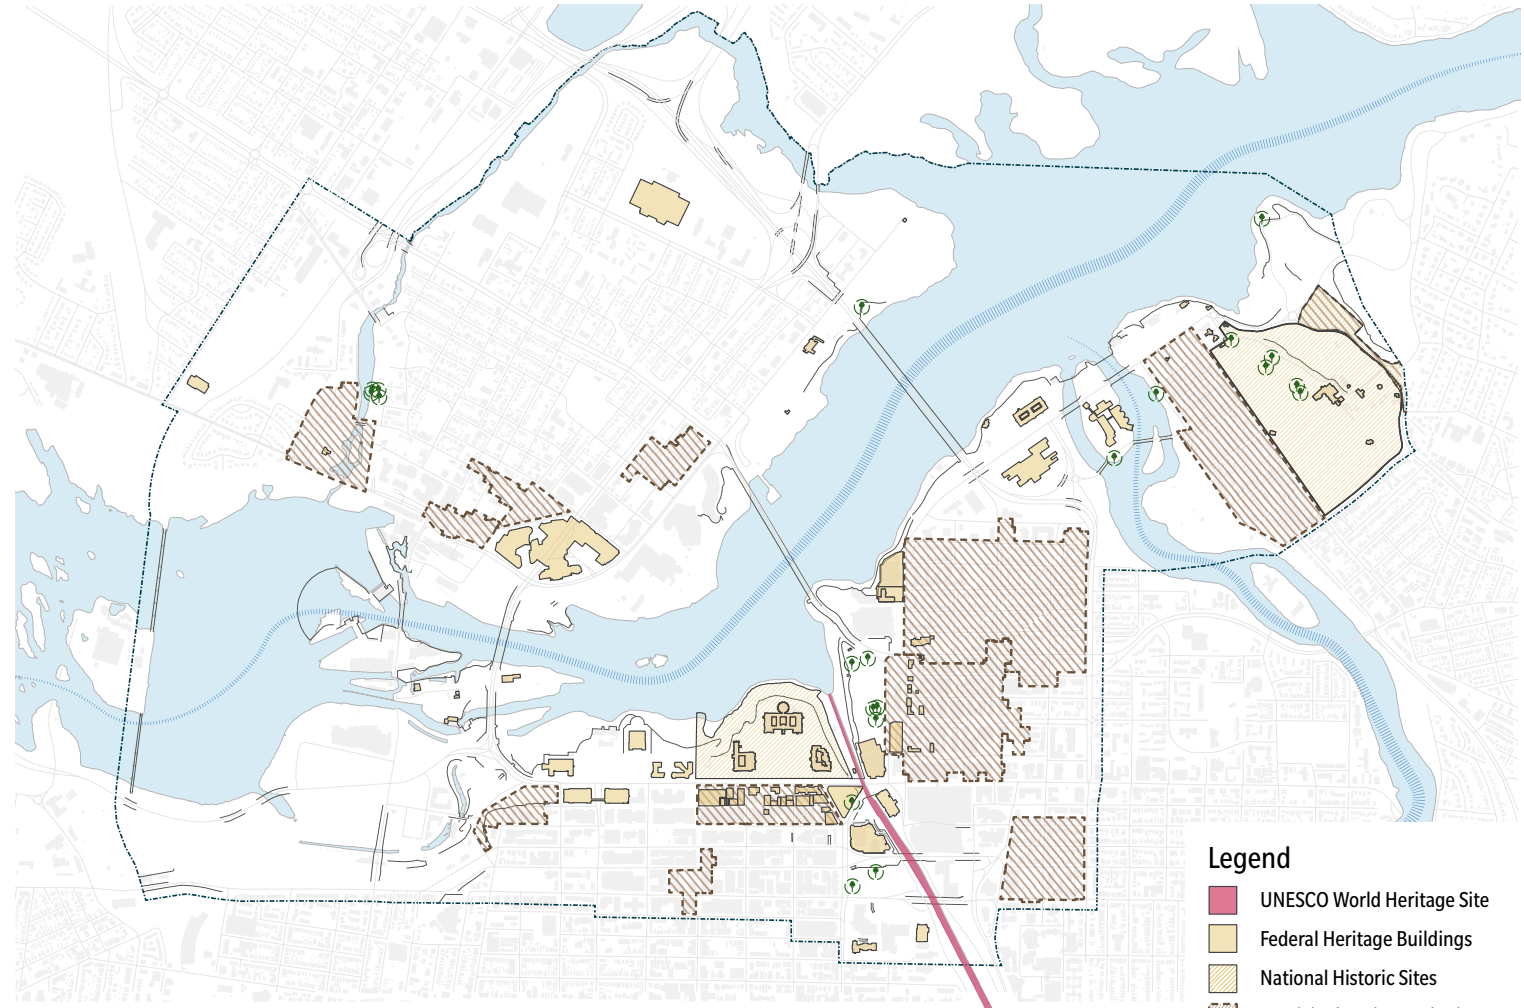 Legend
UNESCO World Heritage Site
Federal Heritage Buildings
National Historic Sites